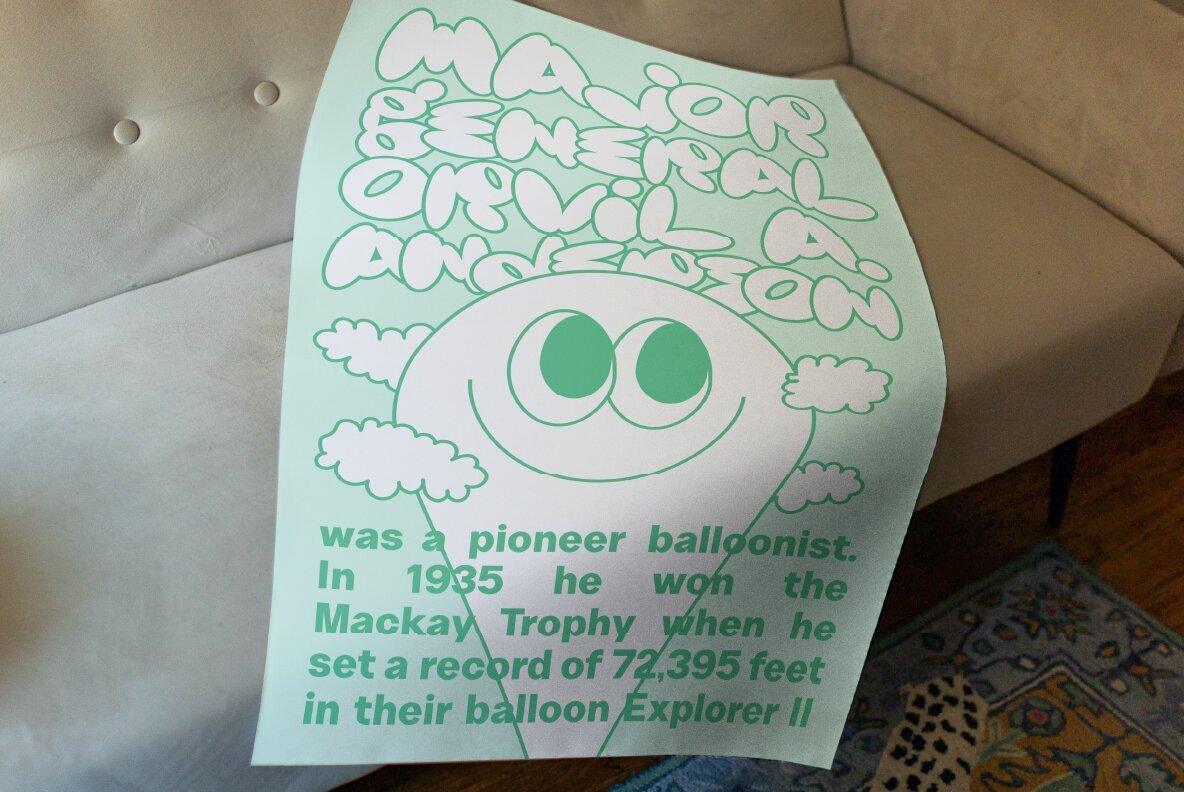 MAJOR
GENERAL
ORVIL A.
ANDERSON
was a pioneer balloonist.
In 1935 he won the
Mackay Trophy when he
set a record of 72,395 feet
in their balloon Explorer II